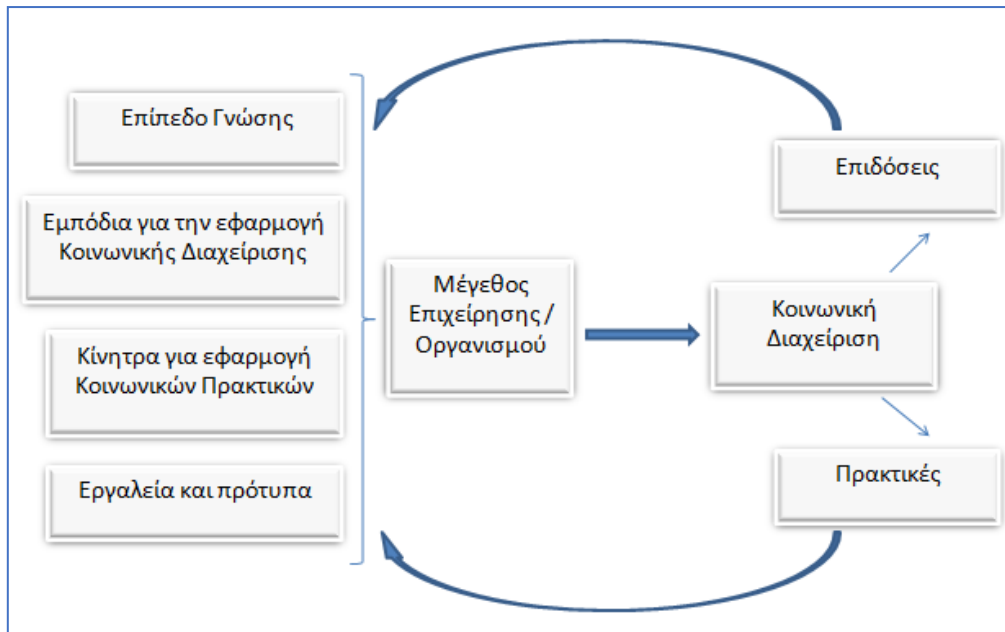 Επίπεδο Γνώσης
Εμπόδια για την εφαρμογή
Κοινωνικής Διαχείρισης
Κίνητρα για εφαρμογή
Κοινωνικών Πρακτικών
Εργαλεία και πρότυπα
Μέγεθος
Επιχείρησης /
Οργανισμού
Κοινωνική
Διαχείριση
Επιδόσεις
Πρακτικές